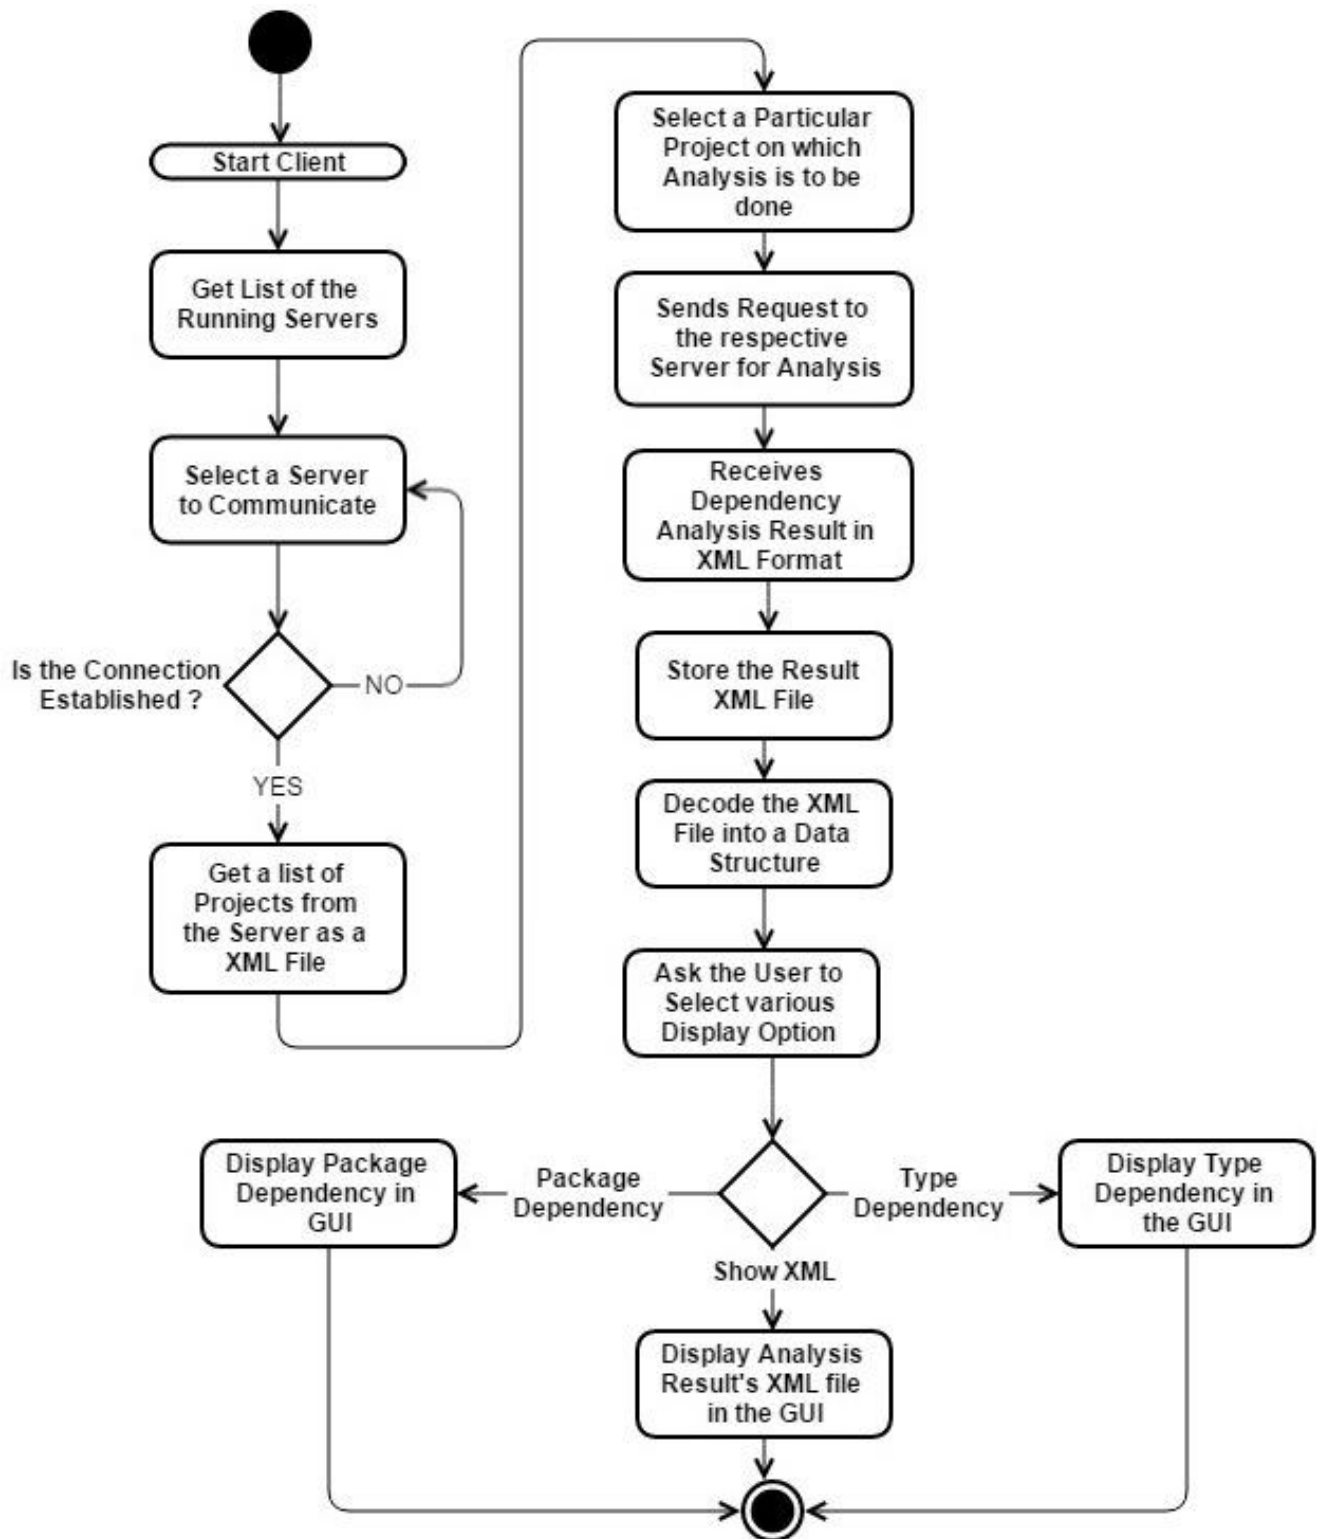 Start Client
Get List of the
Running Servers
Select a Server
to Communicate
Is the Connection
Established ?
NO
YES
Get a list of
Projects from
the Server as a
XML File
Select a Particular
Project on which
Analysis is to be
done
Sends Request to
the respective
Server for Analysis
Receives
Dependency
Analysis Result in
XML Format
Store the Result
XML File
Decode the XML
File into a Data
Structure
Ask the User to
Select various
Display Option
Package
Dependency
Display Package
Dependency in
GUI
Type
Dependency
Display Type
Dependency in
the GUI
Show XML
Display Analysis
Result's XML file
in the GUI